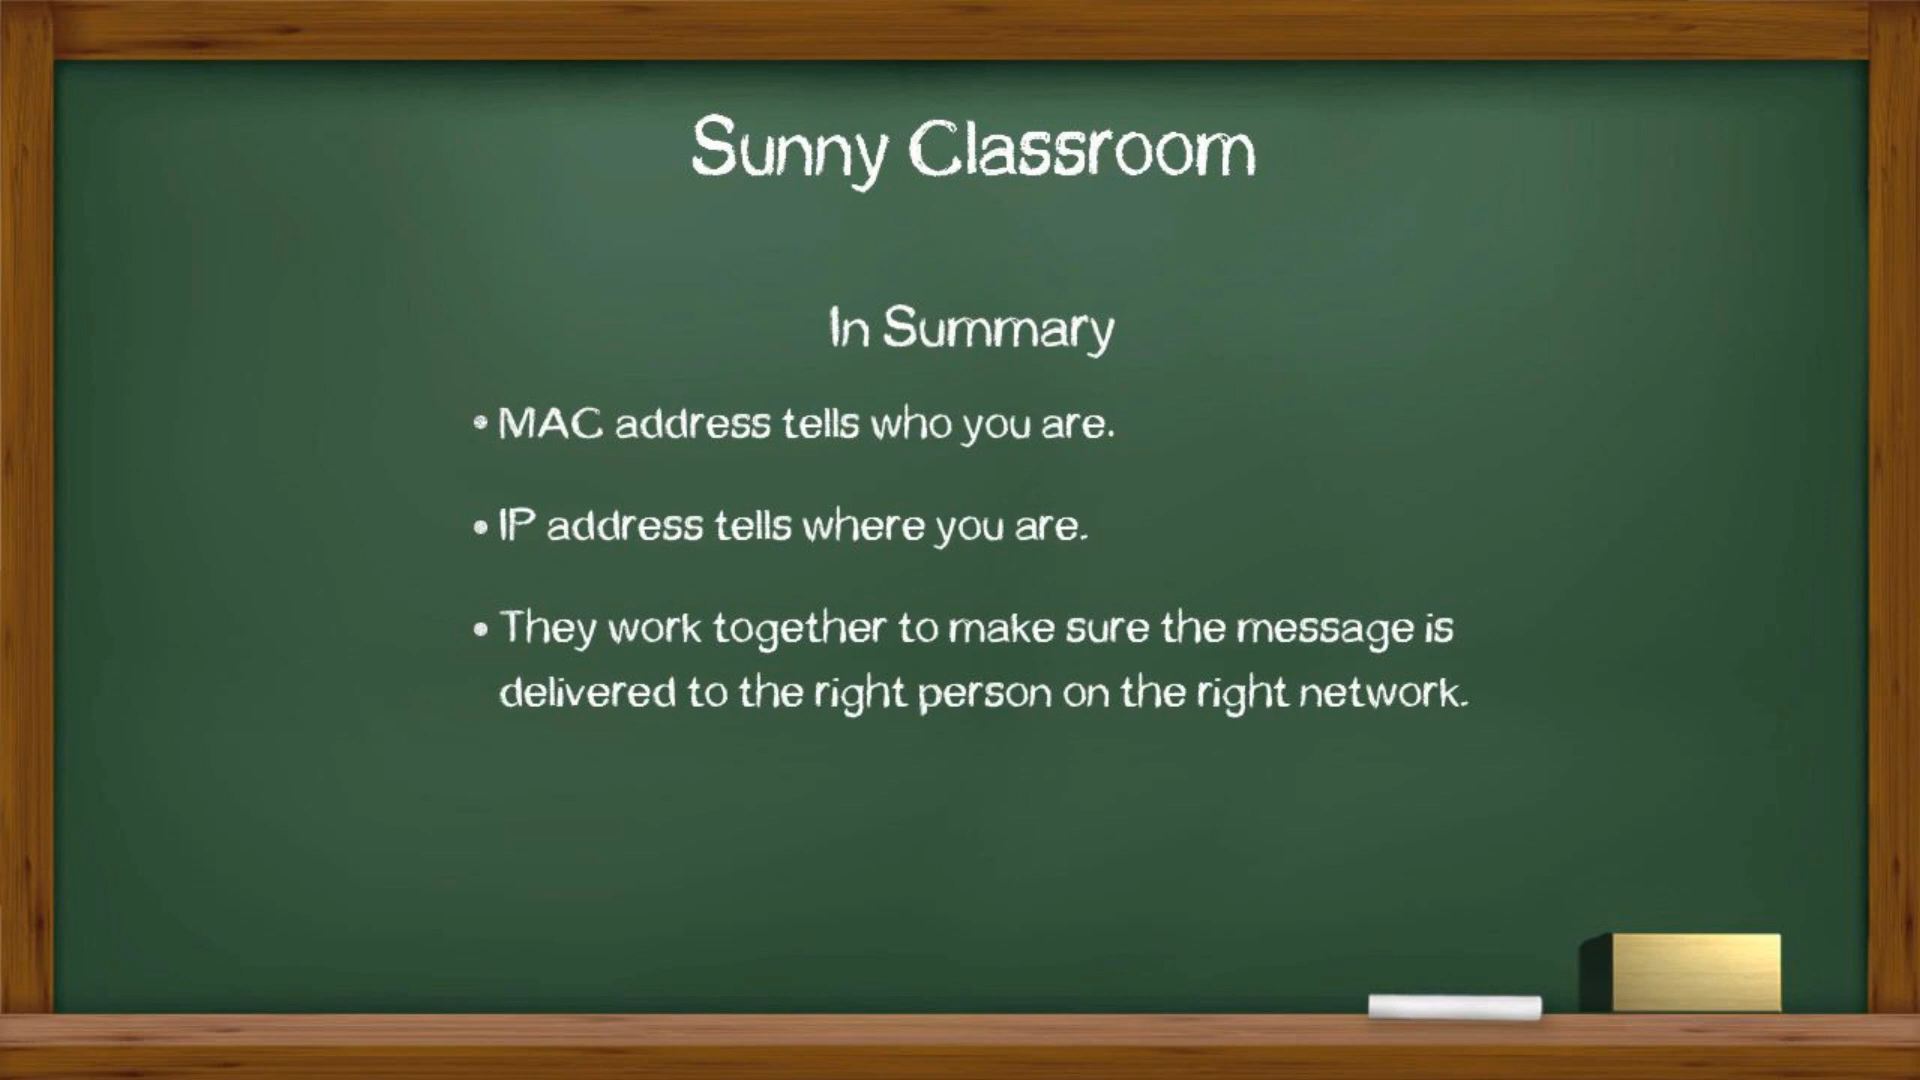 Sunny Classroom
In Summary
• MAC address tells who you are.
• IP address tells where you are.
• They work together to make sure the message is
delivered to the right person on the right network.